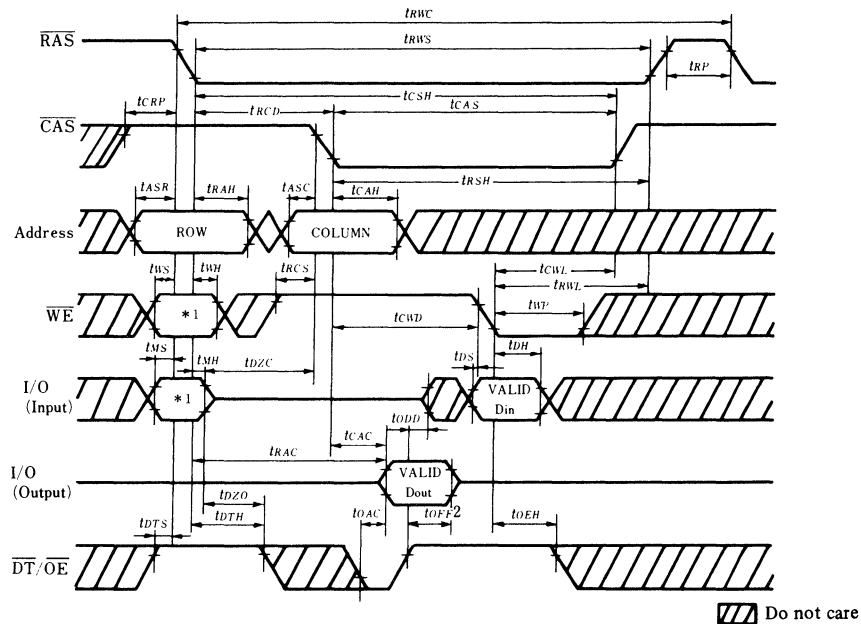 tRWC
RAS
tRWS
tRP
tCSH
tCRP
tRCD
tCAS
CAS
tRSH
tASR
tRAH
tASC
tCAH
Address
ROW
COLUMN
tWS
tWH
tRCS
tCWL
tRWL
tWP
WE
*1
tCWD
tMS
tMH
tDZC
tDS
tDH
I/O
(Input)
*1
VALID
Din
tODD
tCAC
tRAC
I/O
(Output)
VALID
Dout
tDZO
tDTS
tDTH
tOAC
tOFF2
tOEH
DT/OE
Do not care